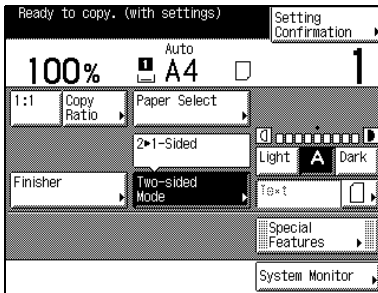 Ready to copy. (with settings)
Setting
Confirmation
100%
1
Auto
A4
1
1:1
Copy
Ratio
Paper Select
2▶1-Sided
Light
A
Dark
Finisher
Two-sided
Mode
Text
Special
Features
System Monitor